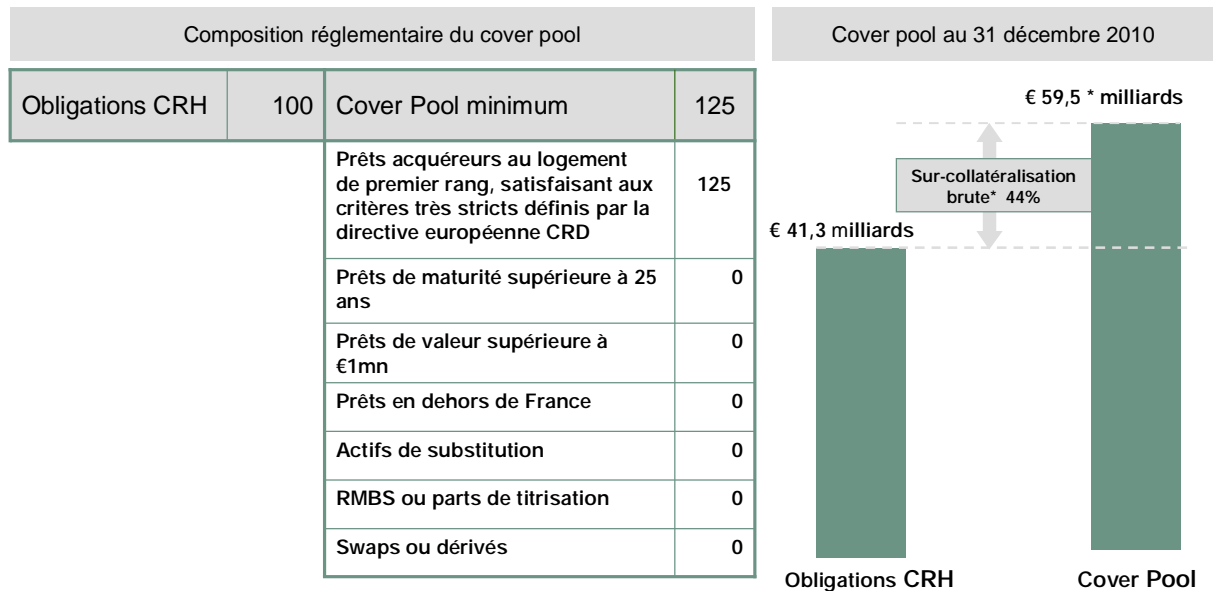 Composition réglementaire du cover pool
Obligations CRH 100 Cover Pool minimum 125
Prêts acquéreurs au logement
de premier rang, satisfaisant aux
critères très stricts définis par la
directive européenne CRD
125
Prêts de maturité supérieure à 25
ans
0
Prêts de valeur supérieure à
€1mn
0
Prêts en dehors de France 0
Actifs de substitution 0
RMBS ou parts de titrisation 0
Swaps ou dérivés 0
Cover pool au 31 décembre 2010
€ 59,5 * milliards
Sur-collatéralisation
brute* 44%
€ 41,3 milliards
Obligations CRH
Cover Pool